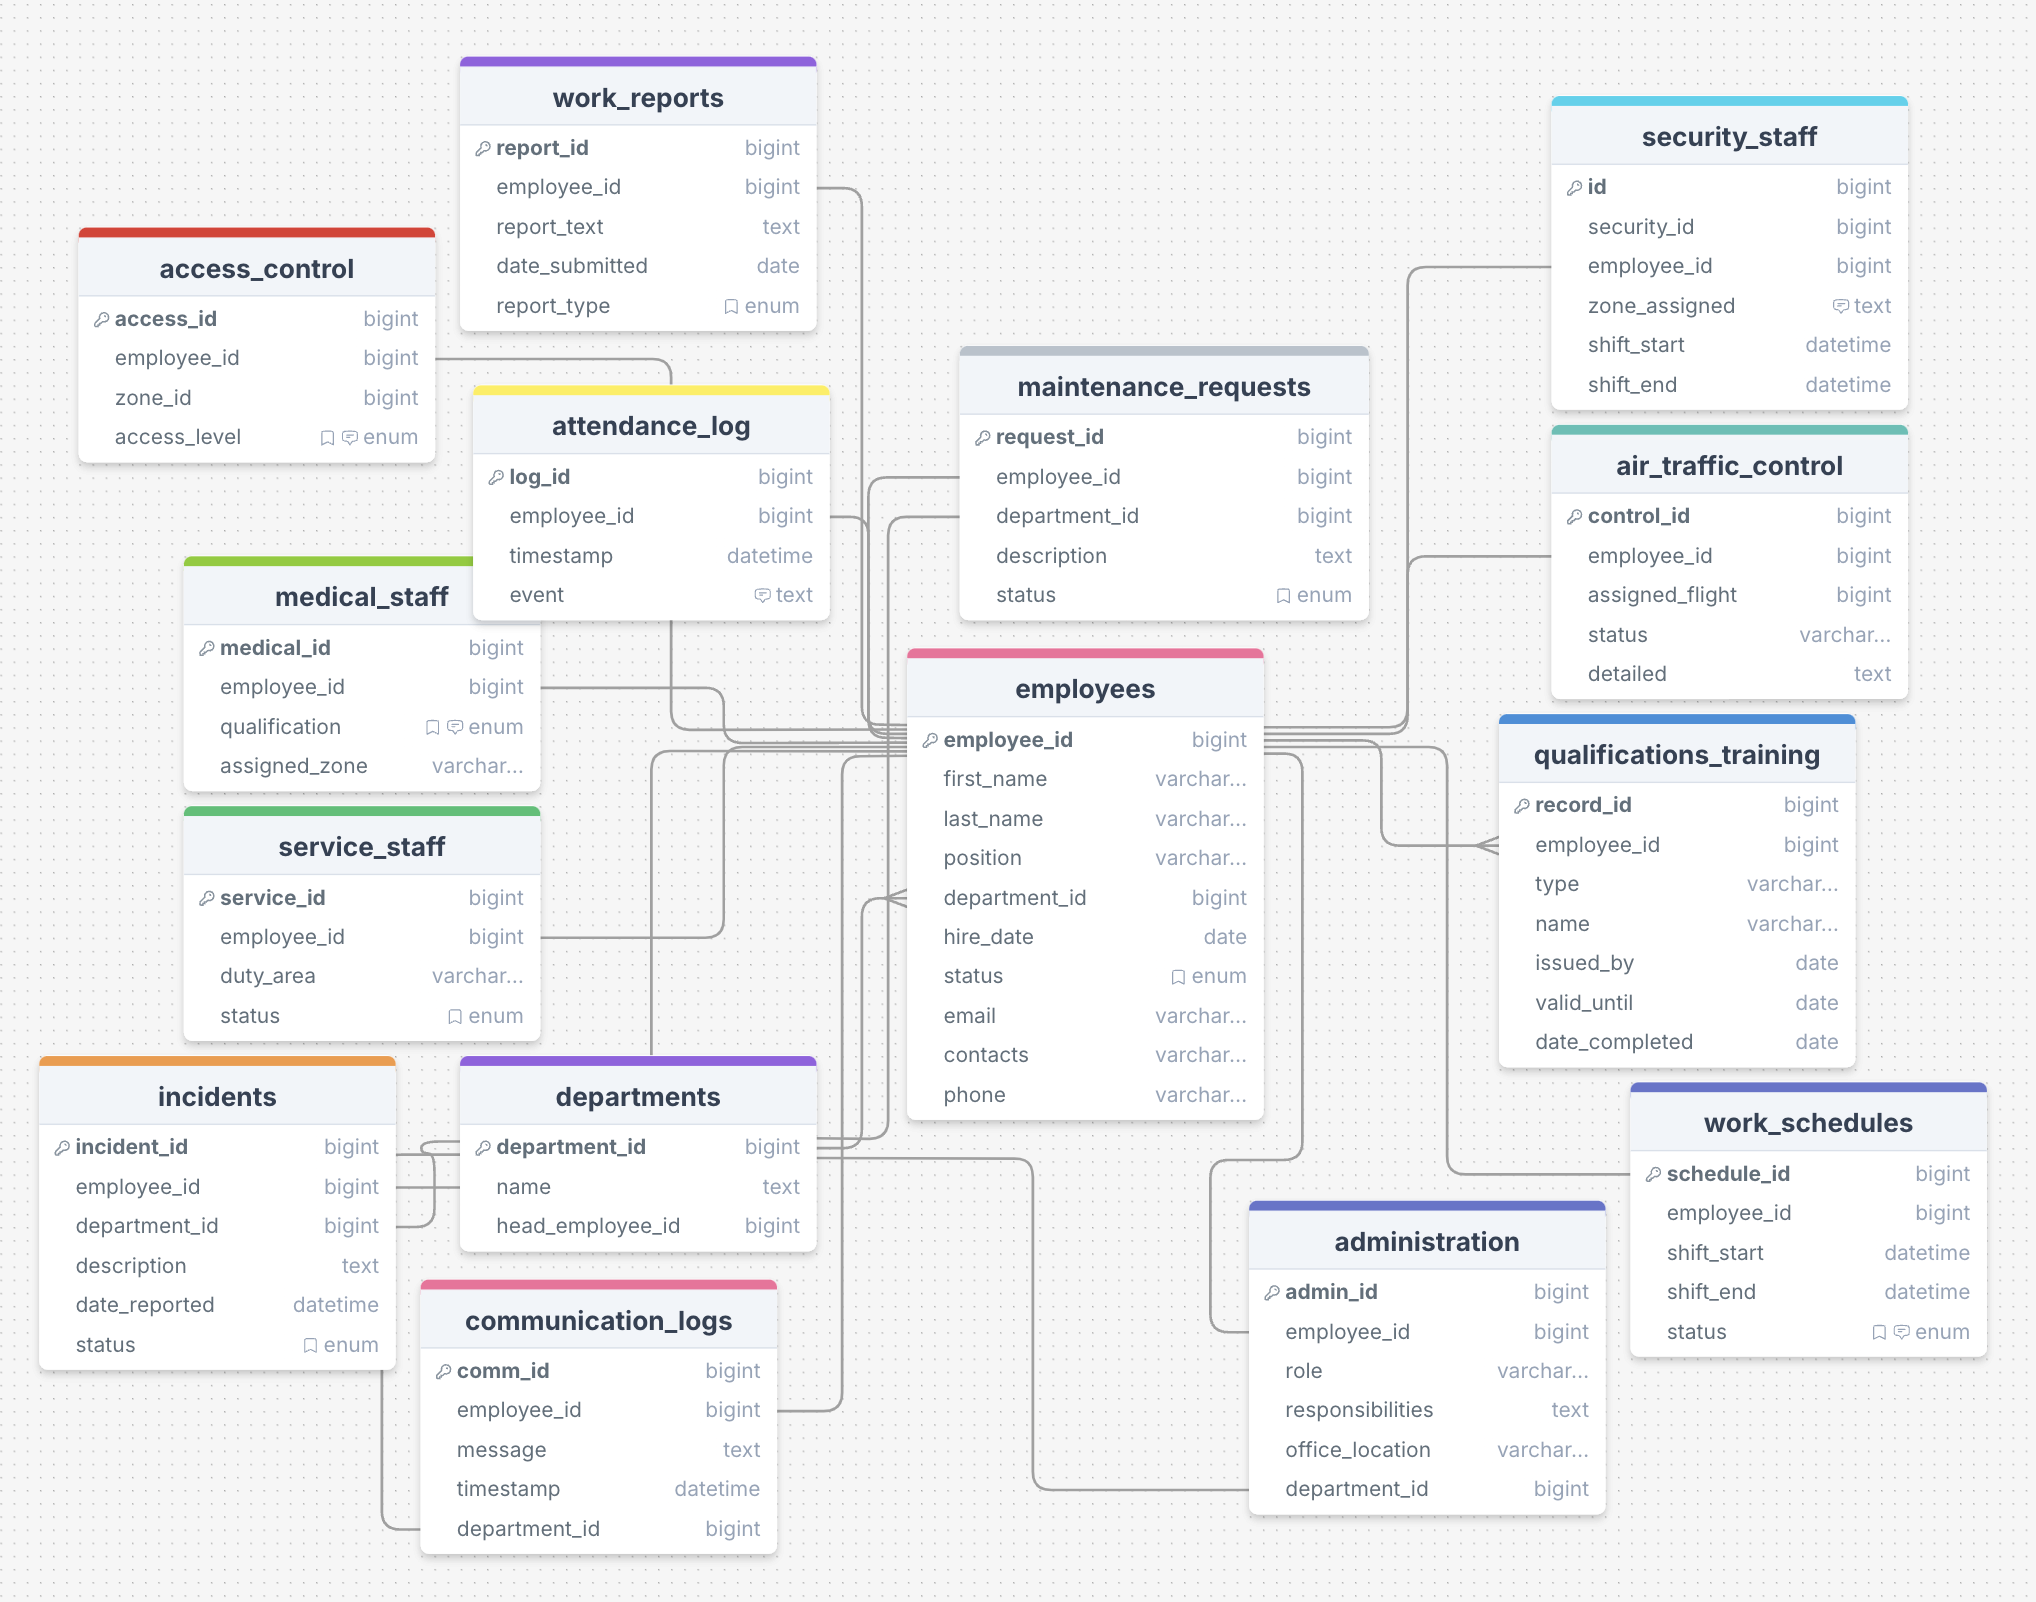 work_reports
report_id bigint
employee_id bigint
report_text text
date_submitted date
report_type enum
access_control
access_id bigint
employee_id bigint
zone_id bigint
access_level enum
attendance_log
log_id bigint
employee_id bigint
timestamp datetime
event text
maintenance_requests
request_id bigint
employee_id bigint
department_id bigint
description text
status enum
security_staff
id bigint
security_id bigint
employee_id bigint
zone_assigned text
shift_start datetime
shift_end datetime
air_traffic_control
control_id bigint
employee_id bigint
assigned_flight bigint
status varchar...
detailed text
medical_staff
medical_id bigint
employee_id bigint
qualification enum
assigned_zone varchar...
employees
employee_id bigint
first_name varchar...
last_name varchar...
position varchar...
department_id bigint
hire_date date
status enum
email varchar...
contacts varchar...
phone varchar...
qualifications_training
record_id bigint
employee_id bigint
type varchar...
name varchar...
issued_by date
valid_until date
date_completed date
service_staff
service_id bigint
employee_id bigint
duty_area varchar...
status enum
incidents
incident_id bigint
employee_id bigint
department_id bigint
description text
date_reported datetime
status enum
departments
department_id bigint
name text
head_employee_id bigint
communication_logs
comm_id bigint
employee_id bigint
message text
timestamp datetime
department_id bigint
administration
admin_id bigint
employee_id bigint
role varchar...
responsibilities text
office_location varchar...
department_id bigint
work_schedules
schedule_id bigint
employee_id bigint
shift_start datetime
shift_end datetime
status enum